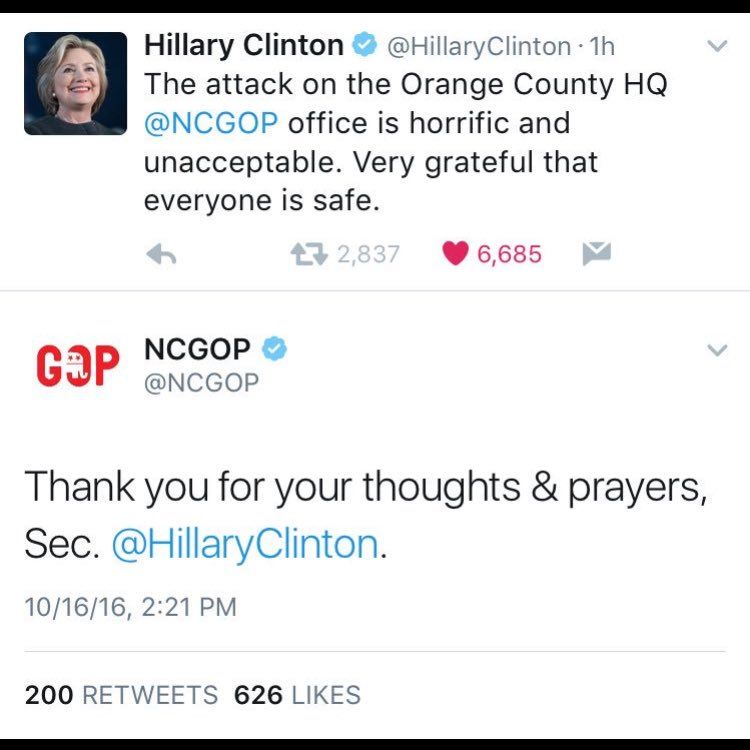 Hillary Clinton @HillaryClinton · 1h
The attack on the Orange County HQ
@NCGOP office is horrific and
unacceptable. Very grateful that
everyone is safe.
2,837 6,685
GOP NCGOP
@NCGOP
Thank you for your thoughts & prayers,
Sec. @HillaryClinton.
10/16/16, 2:21 PM
200 RETWEETS 626 LIKES